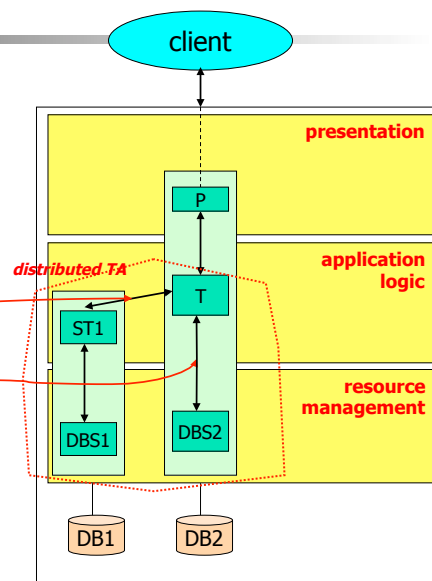 client
presentation
P
distributed TA
application
logic
T
ST1
resource
management
DBS1
DBS2
DB1
DB2